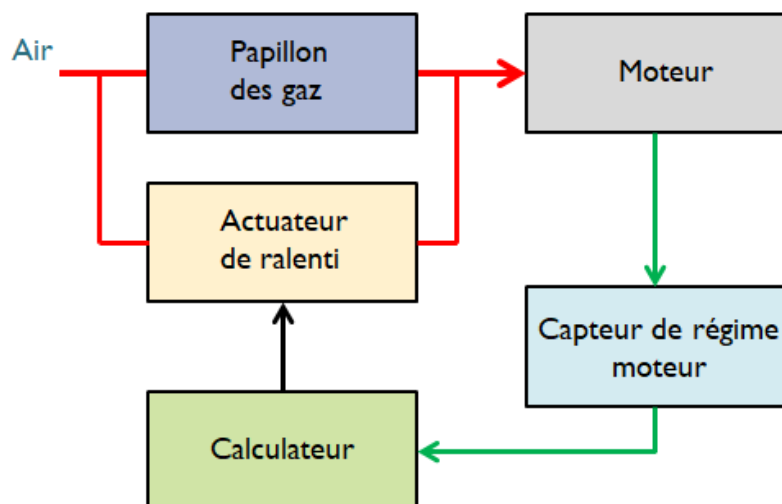 Air
Papillon
des gaz
Moteur
Actuateur
de ralenti
Capteur de régime
moteur
Calculateur